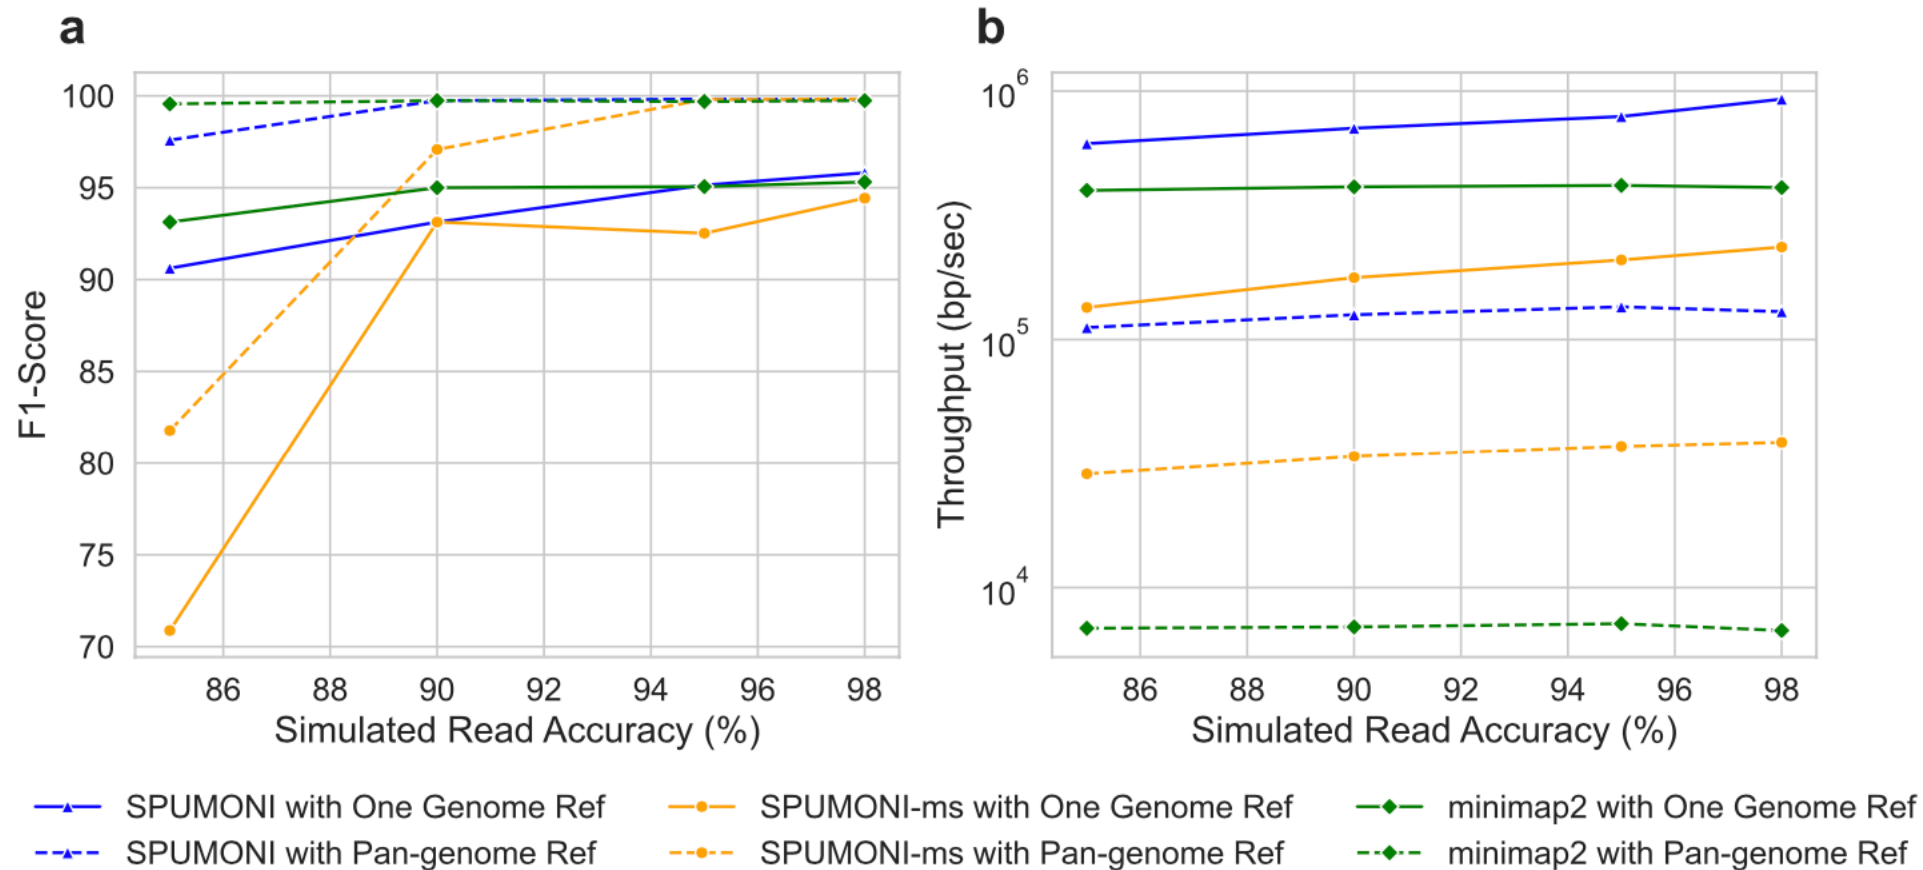 a
F1-Score
100
95
90
85
80
75
70
86 88 90 92 94 96 98
Simulated Read Accuracy (%)
b
Throughput (bp/sec)
10^6
10^5
10^4
86 88 90 92 94 96 98
Simulated Read Accuracy (%)
SPUMONI with One Genome Ref
SPUMONI-ms with One Genome Ref
minimap2 with One Genome Ref
SPUMONI with Pan-genome Ref
SPUMONI-ms with Pan-genome Ref
minimap2 with Pan-genome Ref